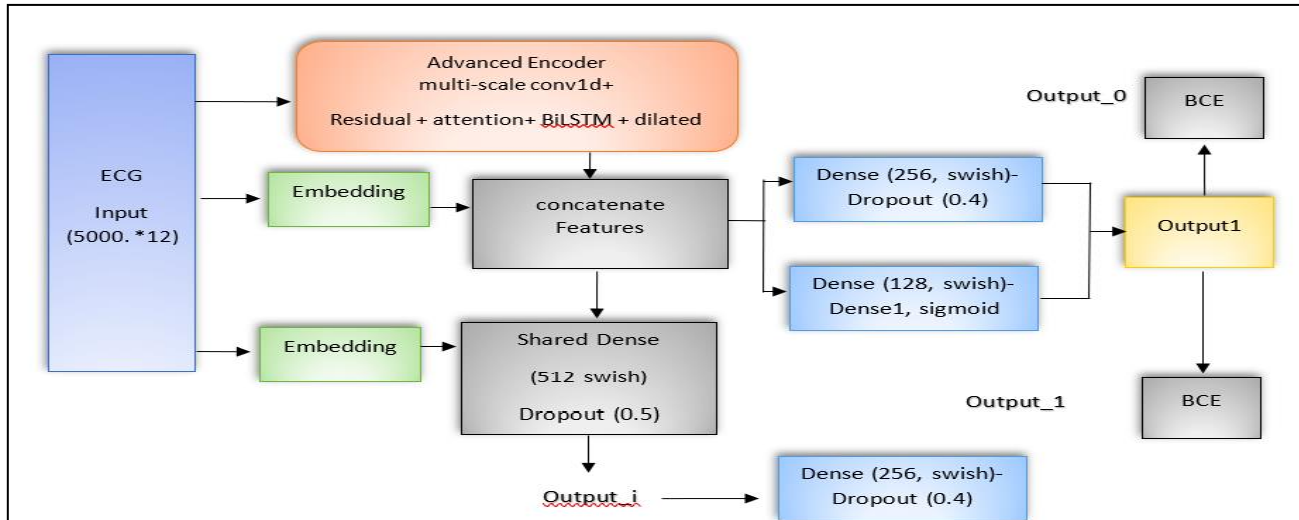 Advanced Encoder
multi-scale conv1d+
Residual + attention+ BiLSTM + dilated
ECG
Input
(5000. *12)
Embedding
concatenate
Features
Dense (256, swish)-
Dropout (0.4)
Dense (128, swish)-
Dense1, sigmoid
Output_0
BCE
Output1
Output_1
BCE
Embedding
Shared Dense
(512 swish)
Dropout (0.5)
Output_i
Dense (256, swish)-
Dropout (0.4)